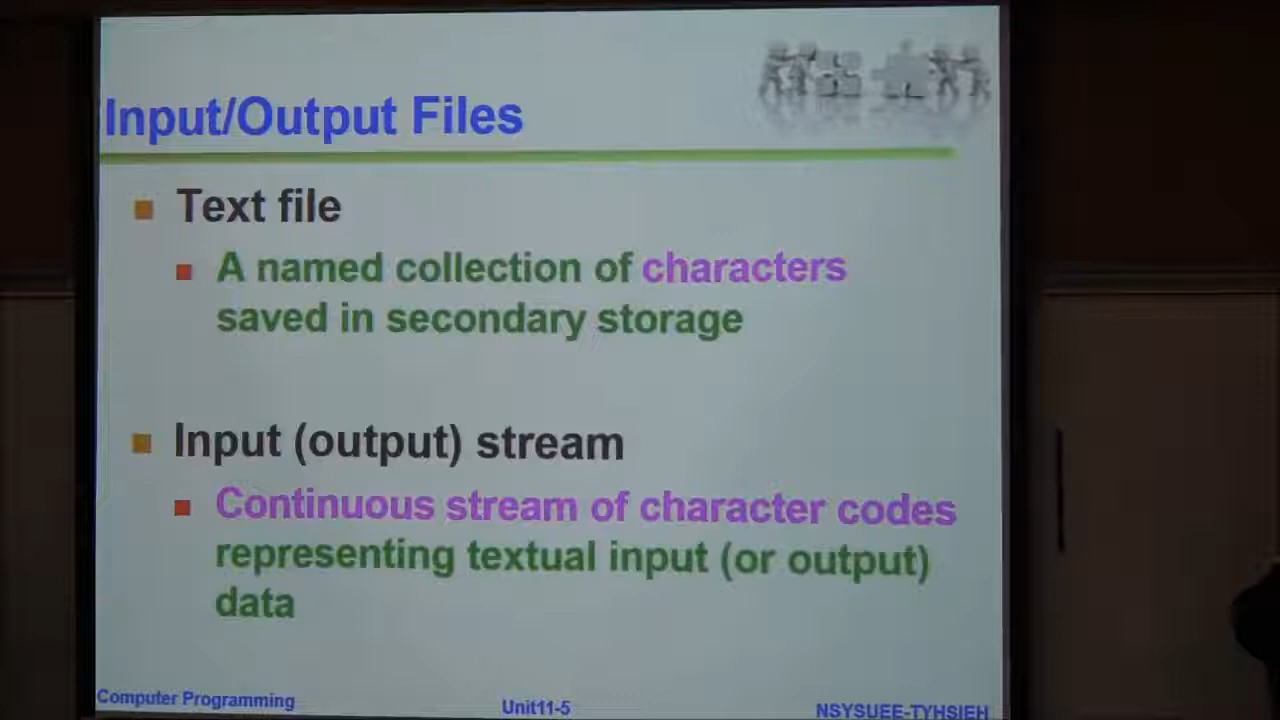 Input/Output Files
Text file
A named collection of characters
saved in secondary storage
Input (output) stream
Continuous stream of character codes
representing textual input (or output)
data
Computer Programming
Unit11-5
NSYSUEE-TYHSIEH